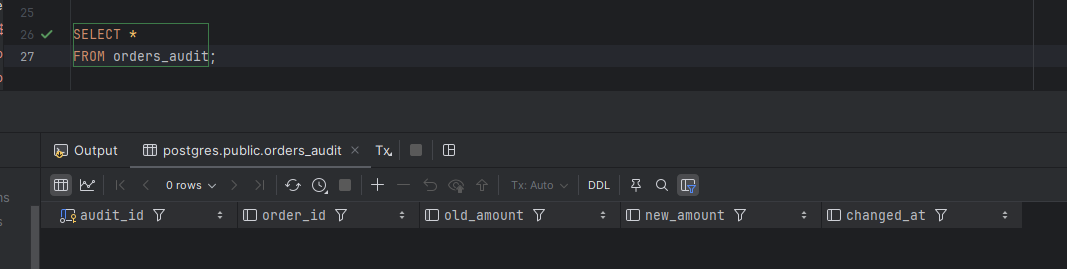 25
26 SELECT *
27 FROM orders_audit;
Output postgres.public.orders_audit Tx
0 rows Tx: Auto DDL
audit_id order_id old_amount new_amount changed_at